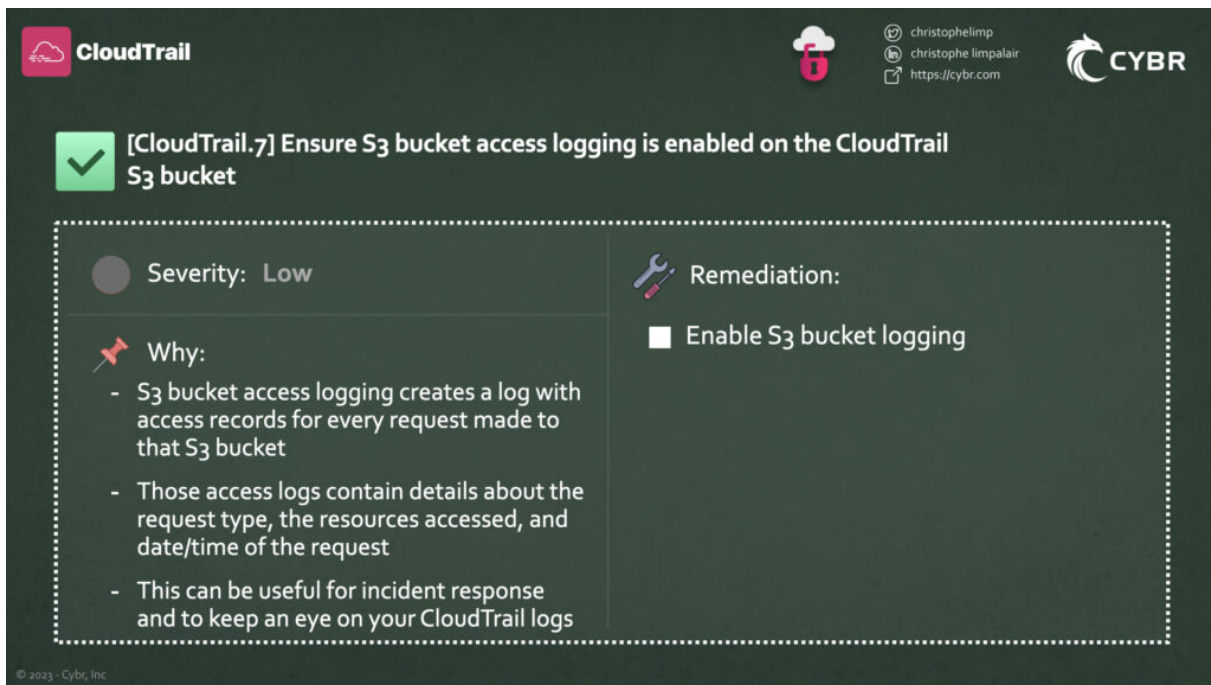 CloudTrail
christophelimp
christophe limpalair
https://cybr.com
CYBR
[CloudTrail.7] Ensure S3 bucket access logging is enabled on the CloudTrail
S3 bucket
Severity: Low
Why:
- S3 bucket access logging creates a log with
access records for every request made to
that S3 bucket
- Those access logs contain details about the
request type, the resources accessed, and
date/time of the request
- This can be useful for incident response
and to keep an eye on your CloudTrail logs
Remediation:
Enable S3 bucket logging
© 2023 - Cybr, Inc